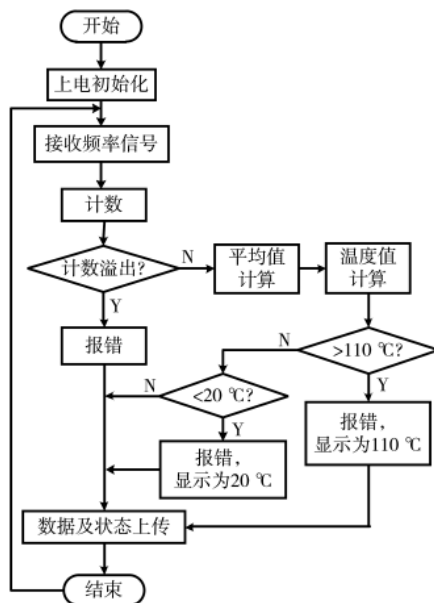 开始
上电初始化
接收频率信号
计数
计数溢出?
N
平均值
计算
温度值
计算
Y
报错
>110 ℃?
N
Y
<20 ℃?
N
Y
报错,
显示为110 ℃
报错,
显示为20 ℃
数据及状态上传
结束